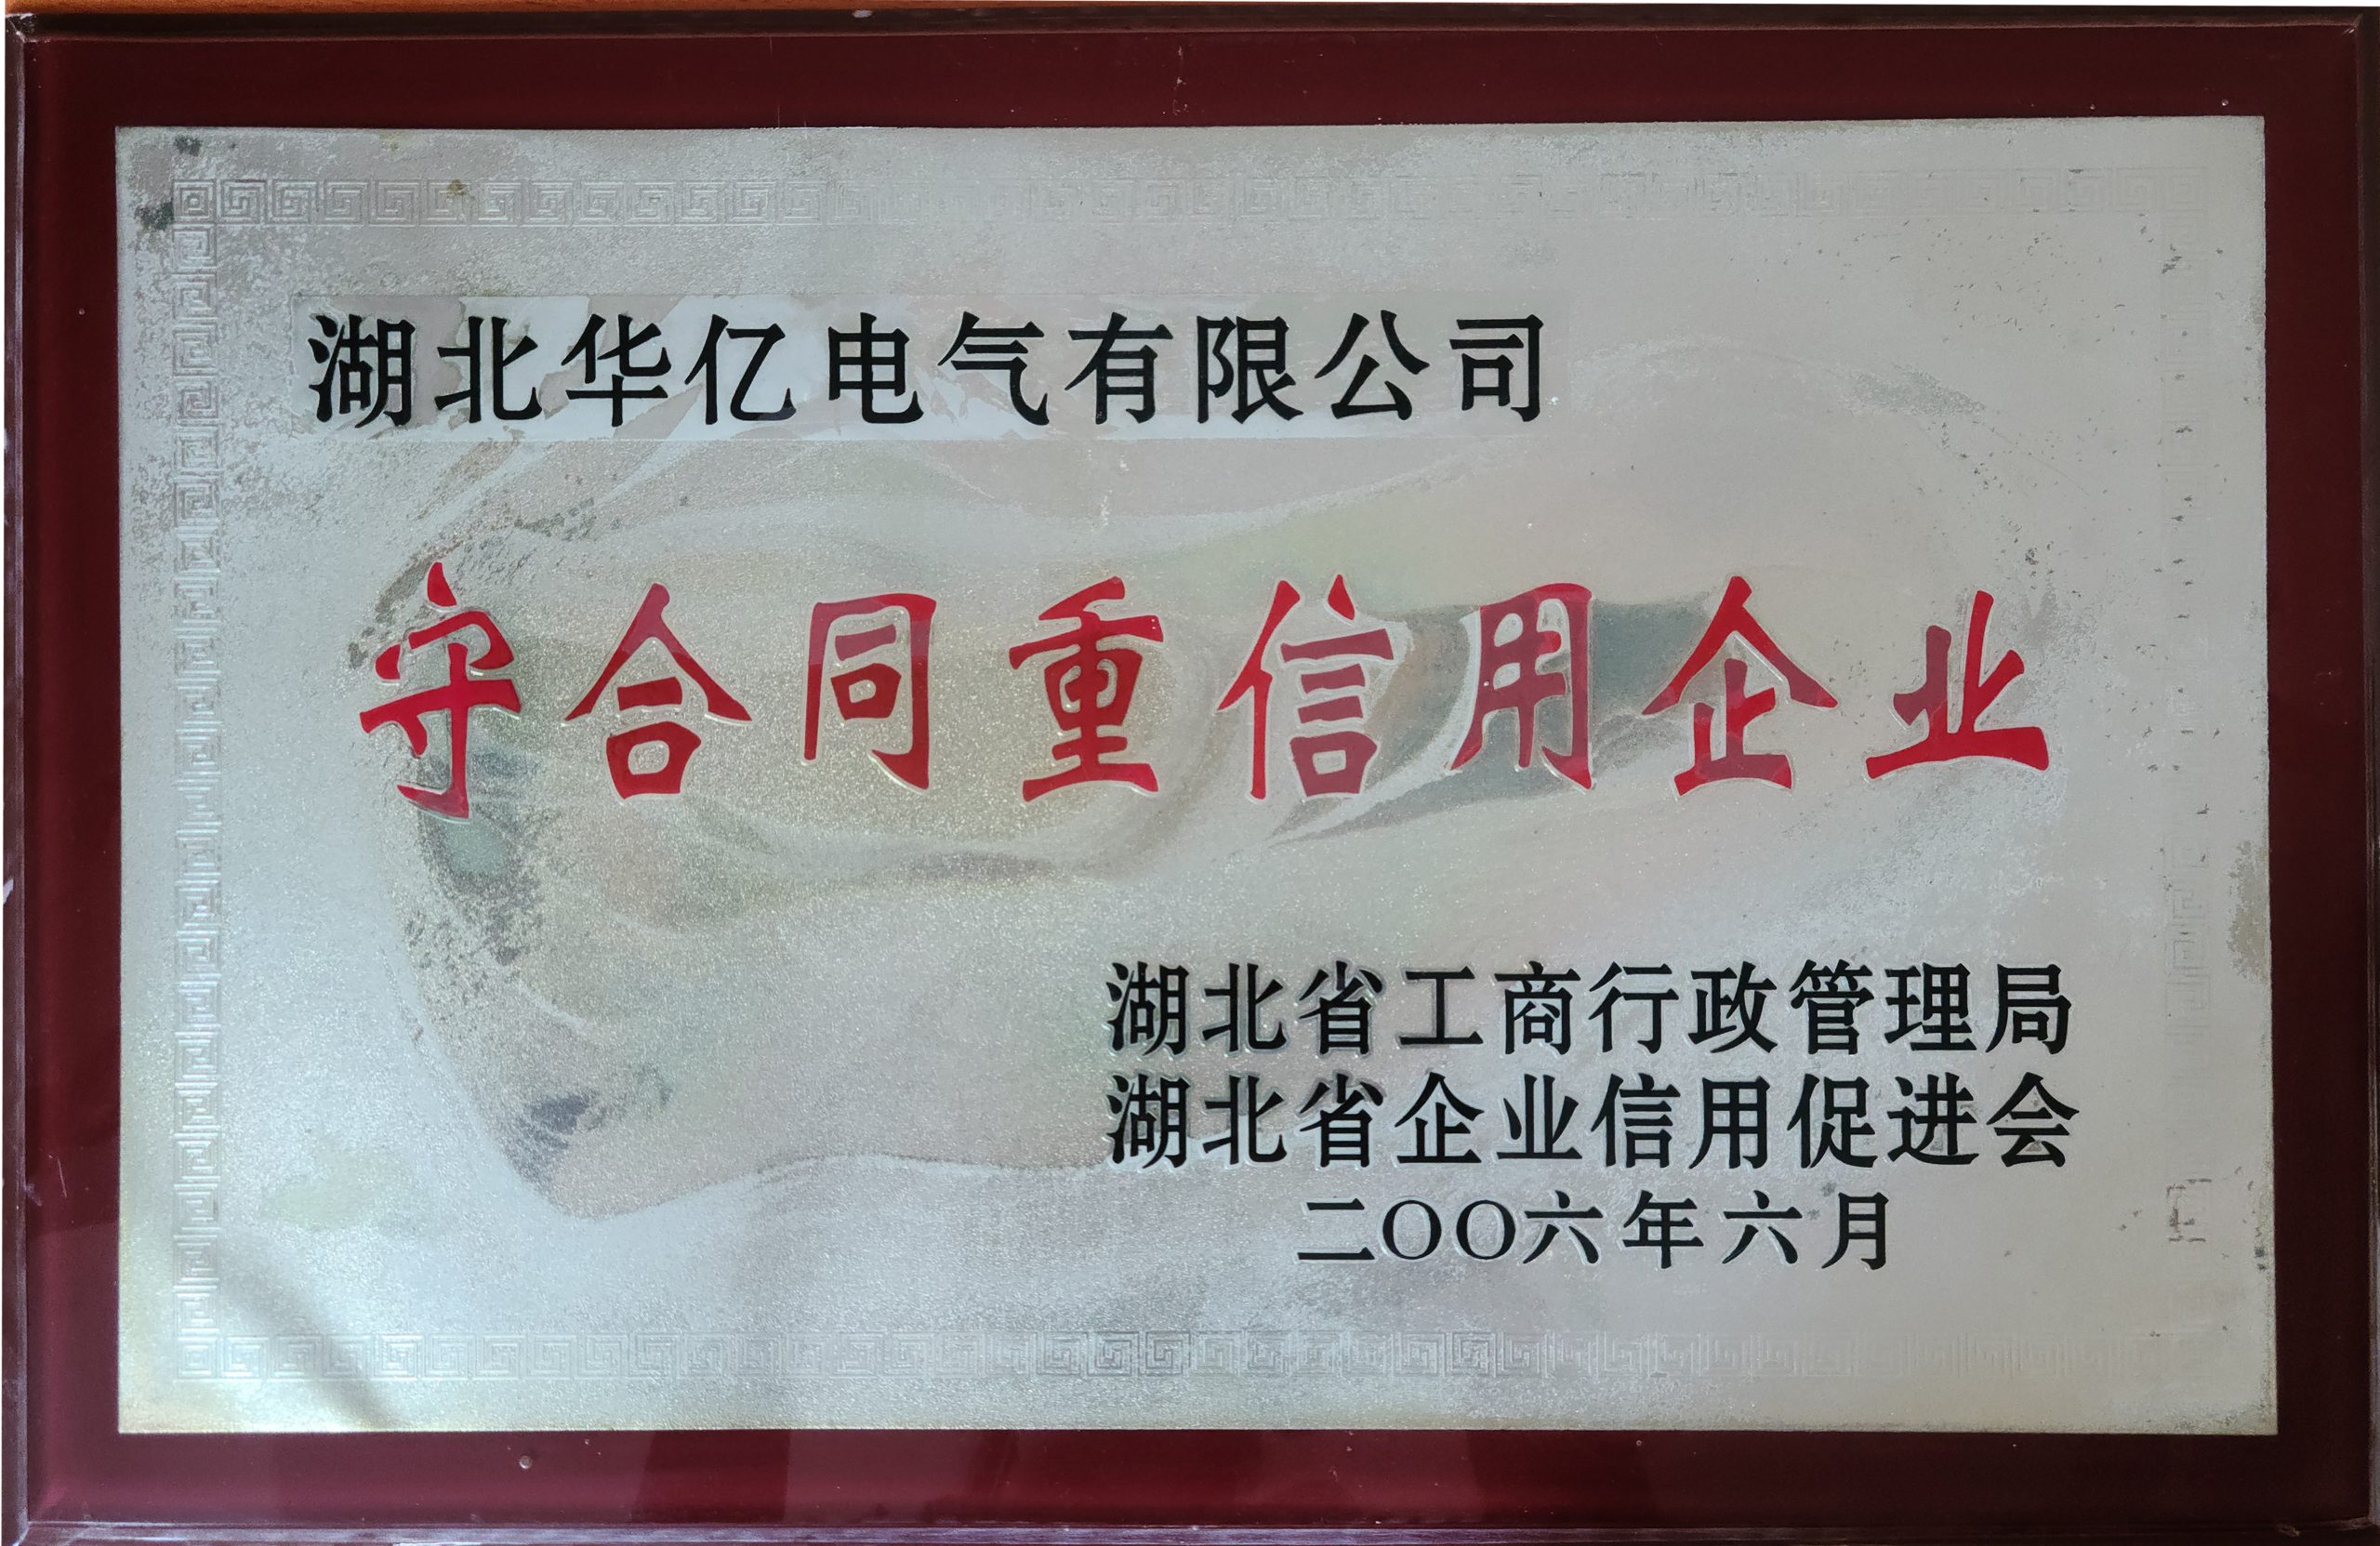 湖北华亿电气有限公司
守合同重信用企业
湖北省工商行政管理局
湖北省企业信用促进会
二〇〇六年六月